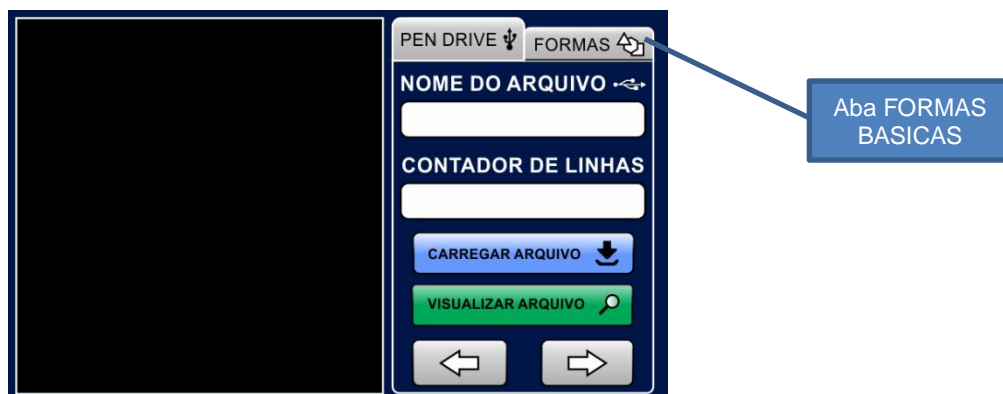 PEN DRIVE
FORMAS
NOME DO ARQUIVO
CONTADOR DE LINHAS
CARREGAR ARQUIVO
VISUALIZAR ARQUIVO
Aba FORMAS
BASICAS